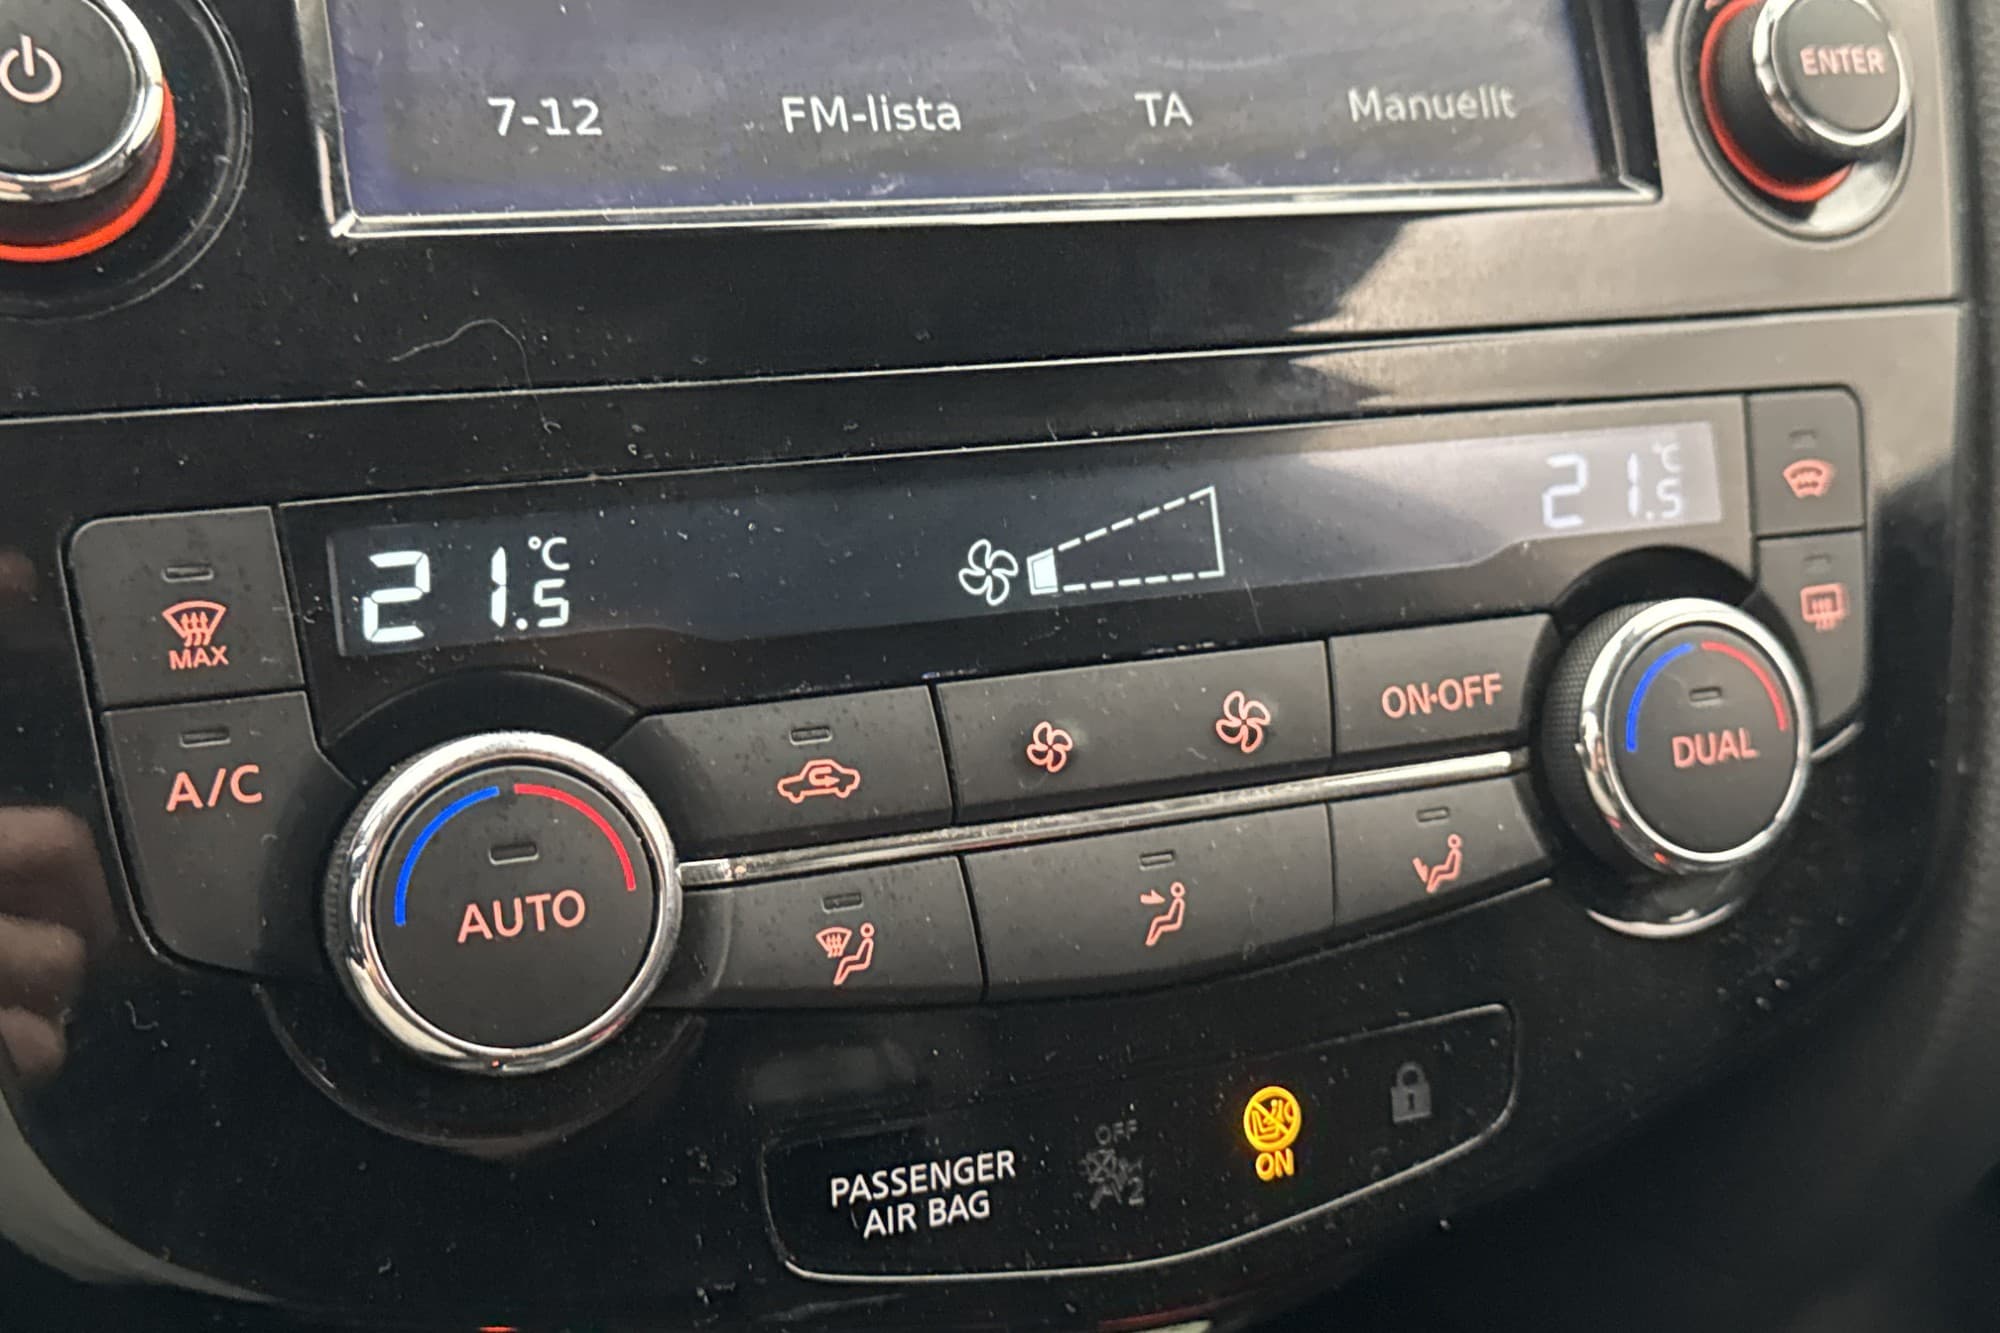 7-12 FM-lista TA Manuellt
ENTER
21.5 °C
21.5 °C
MAX
A/C
ON•OFF
DUAL
AUTO
PASSENGER
AIR BAG
OFF
2
ON